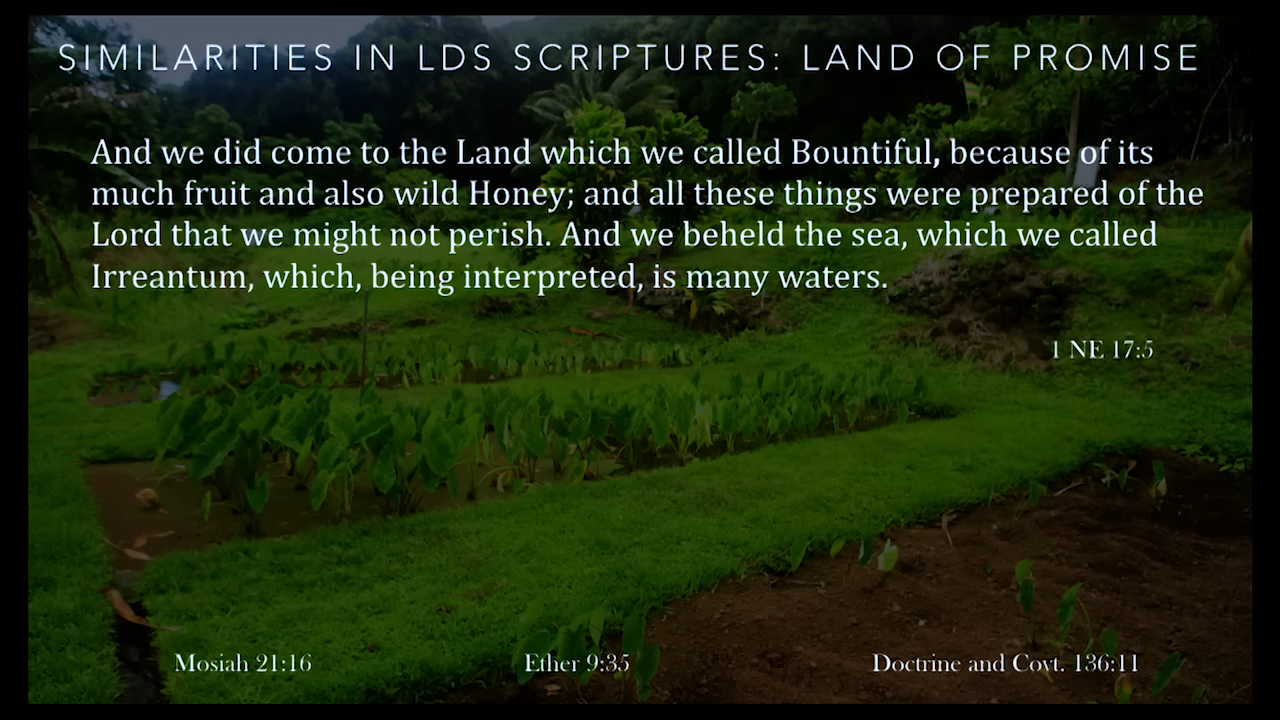 SIMILARITIES IN LDS SCRIPTURES: LAND OF PROMISE
And we did come to the Land which we called Bountiful, because of its
much fruit and also wild Honey; and all these things were prepared of the
Lord that we might not perish. And we beheld the sea, which we called
Irreantum, which, being interpreted, is many waters.
1 NE 17:5
Mosiah 21:16
Ether 9:35
Doctrine and Covt. 136:11